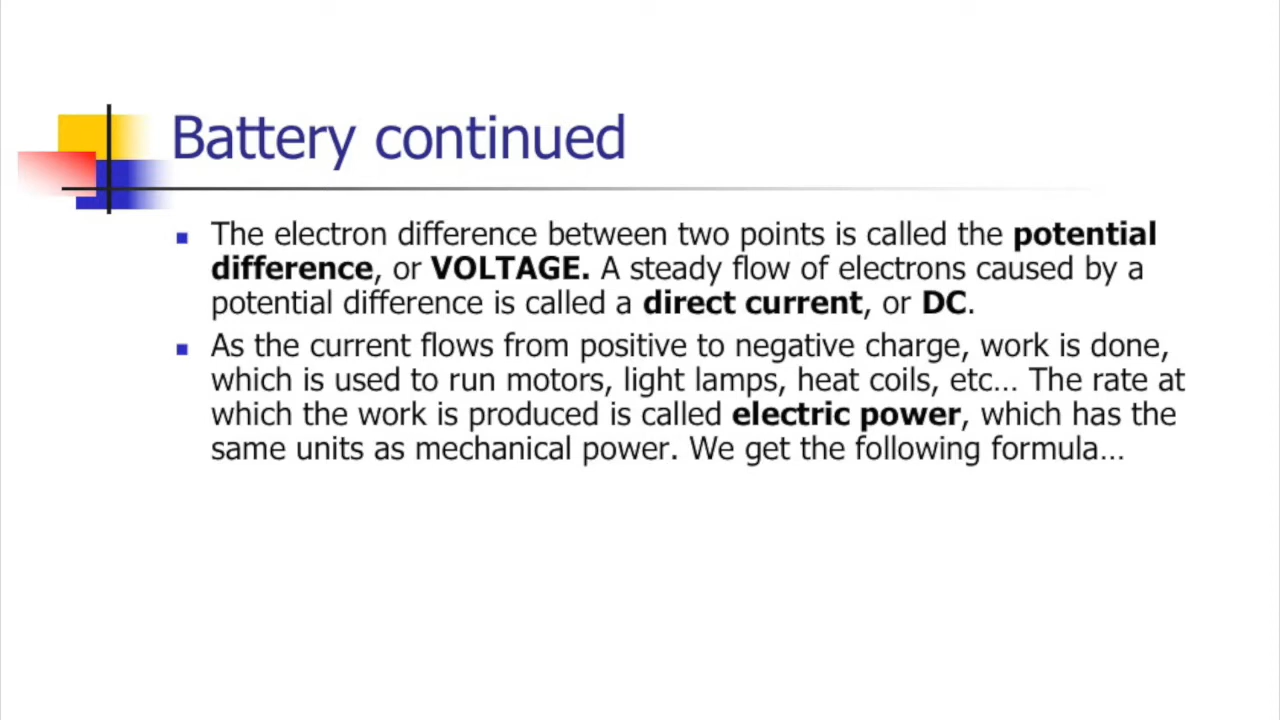 Battery continued
The electron difference between two points is called the potential
difference, or VOLTAGE. A steady flow of electrons caused by a
potential difference is called a direct current, or DC.
As the current flows from positive to negative charge, work is done,
which is used to run motors, light lamps, heat coils, etc… The rate at
which the work is produced is called electric power, which has the
same units as mechanical power. We get the following formula…